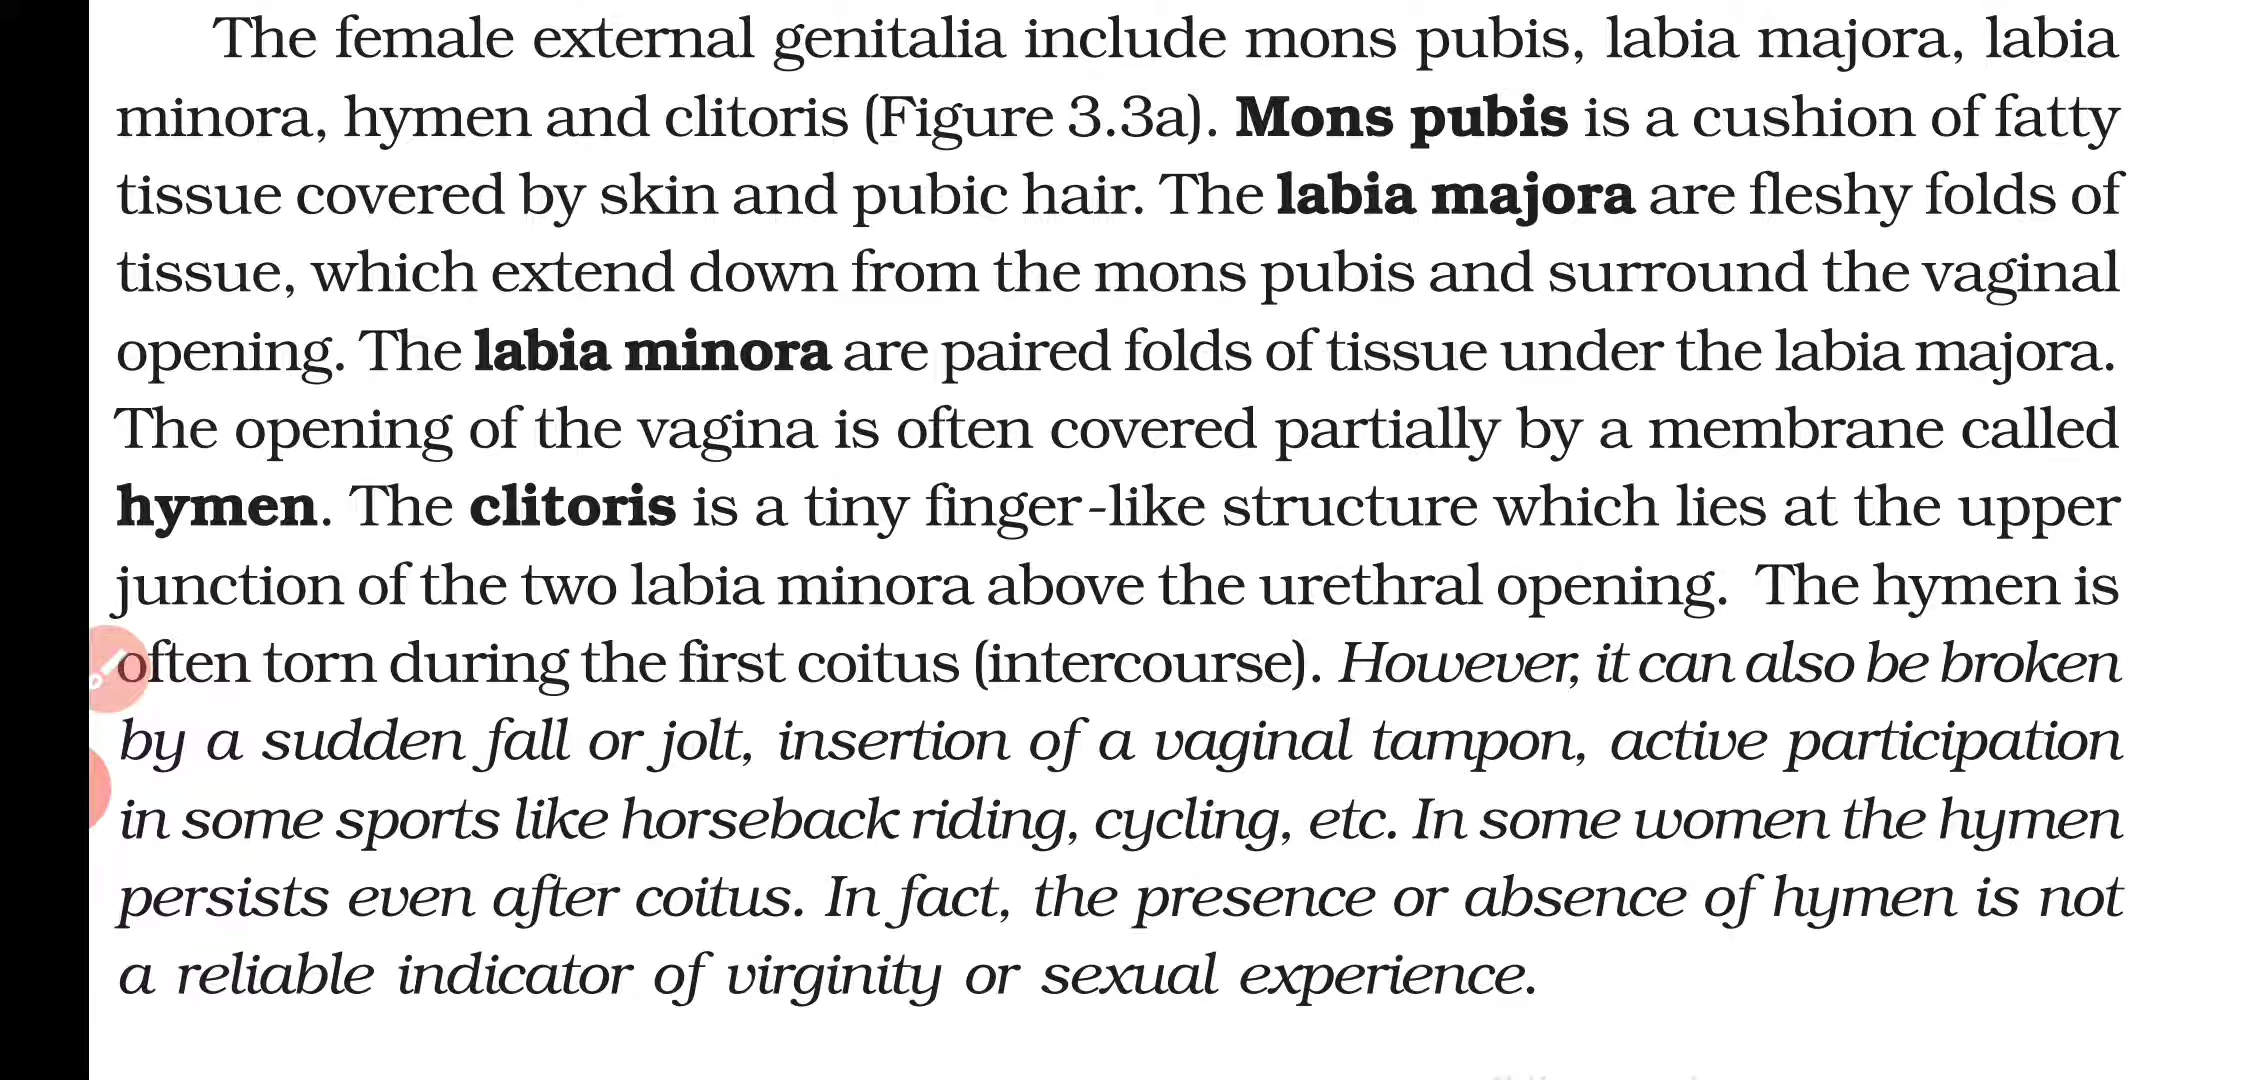 The female external genitalia include mons pubis, labia majora, labia
minora, hymen and clitoris (Figure 3.3a). Mons pubis is a cushion of fatty
tissue covered by skin and pubic hair. The labia majora are fleshy folds of
tissue, which extend down from the mons pubis and surround the vaginal
opening. The labia minora are paired folds of tissue under the labia majora.
The opening of the vagina is often covered partially by a membrane called
hymen. The clitoris is a tiny finger-like structure which lies at the upper
junction of the two labia minora above the urethral opening. The hymen is
often torn during the first coitus (intercourse). However, it can also be broken
by a sudden fall or jolt, insertion of a vaginal tampon, active participation
in some sports like horseback riding, cycling, etc. In some women the hymen
persists even after coitus. In fact, the presence or absence of hymen is not
a reliable indicator of virginity or sexual experience.